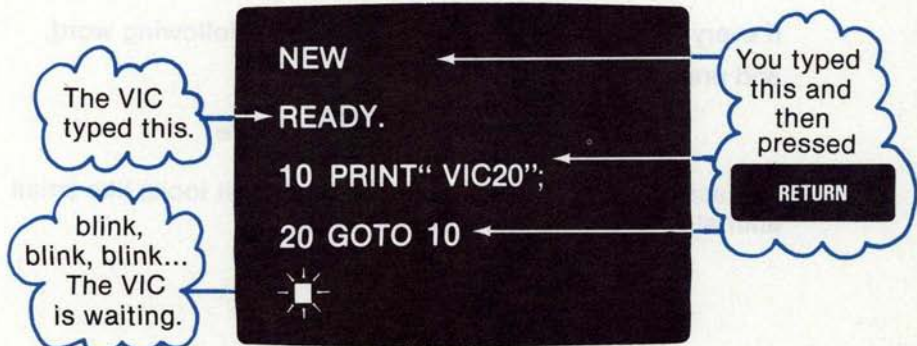 The VIC
typed this.
blink,
blink, blink...
The VIC
is waiting.
NEW
READY.
10 PRINT“ VIC20”;
20 GOTO 10
You typed
this and
then
pressed
RETURN